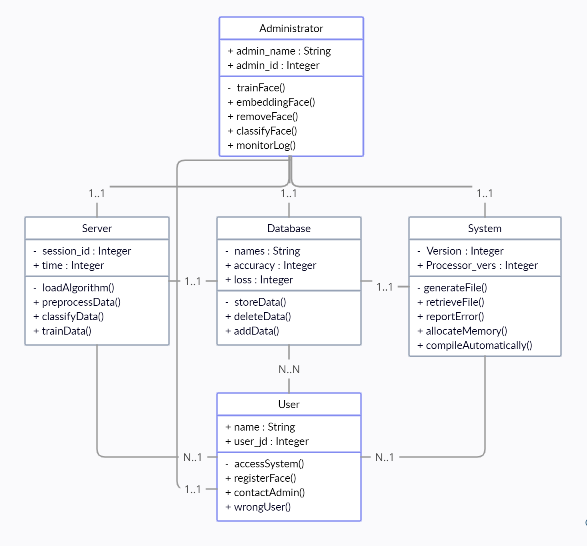 Administrator
+ admin_name : String
+ admin_id : Integer
- trainFace()
+ embeddingFace()
+ removeFace()
+ classifyFace()
+ monitorLog()
1..1
1..1
1..1
Server
- session_id : Integer
+ time : Integer
- loadAlgorithm()
+ preprocessData()
+ classifyData()
+ trainData()
1..1
Database
- names : String
+ accuracy : Integer
+ loss : Integer
- storeData()
+ deleteData()
+ addData()
1..1
System
- Version : Integer
+ Processor_vers : Integer
- generateFile()
+ retrieveFile()
+ reportError()
+ allocateMemory()
+ compileAutomatically()
N..N
User
+ name : String
+ user_id : Integer
- accessSystem()
+ registerFace()
+ contactAdmin()
+ wrongUser()
N..1
N..1
1..1